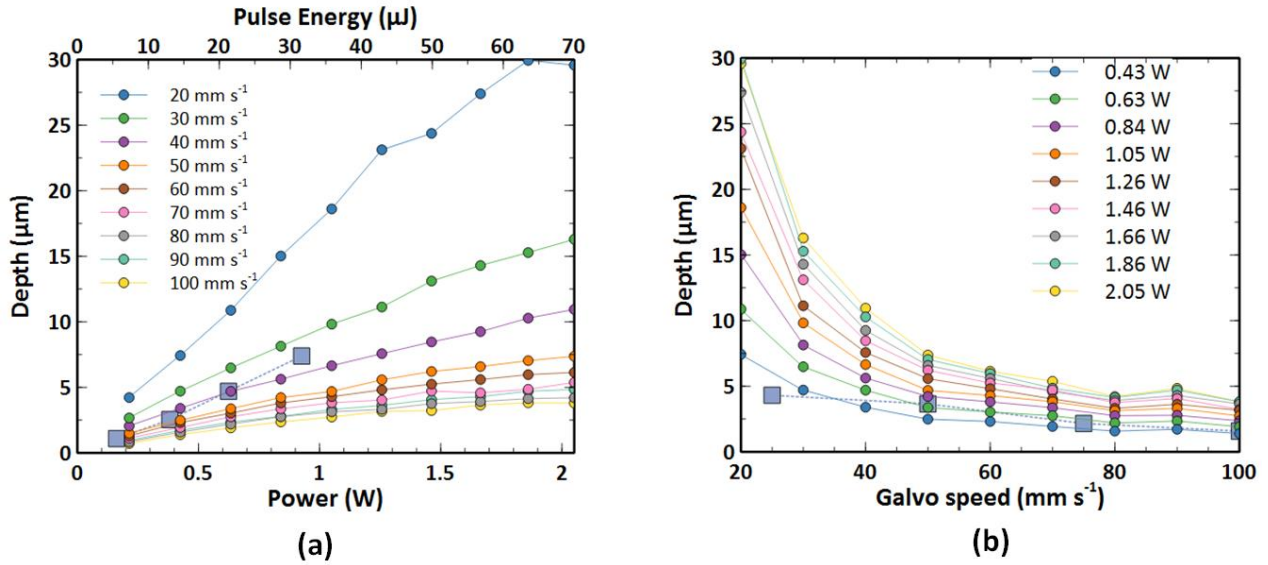 Pulse Energy (µJ)
0 10 20 30 40 50 60 70
30
25
20
15
10
5
0
Depth (µm)
20 mm s⁻¹
30 mm s⁻¹
40 mm s⁻¹
50 mm s⁻¹
60 mm s⁻¹
70 mm s⁻¹
80 mm s⁻¹
90 mm s⁻¹
100 mm s⁻¹
0 0.5 1 1.5 2
Power (W)
(a)
30
25
20
15
10
5
0
Depth (µm)
0.43 W
0.63 W
0.84 W
1.05 W
1.26 W
1.46 W
1.66 W
1.86 W
2.05 W
20 40 60 80 100
Galvo speed (mm s⁻¹)
(b)